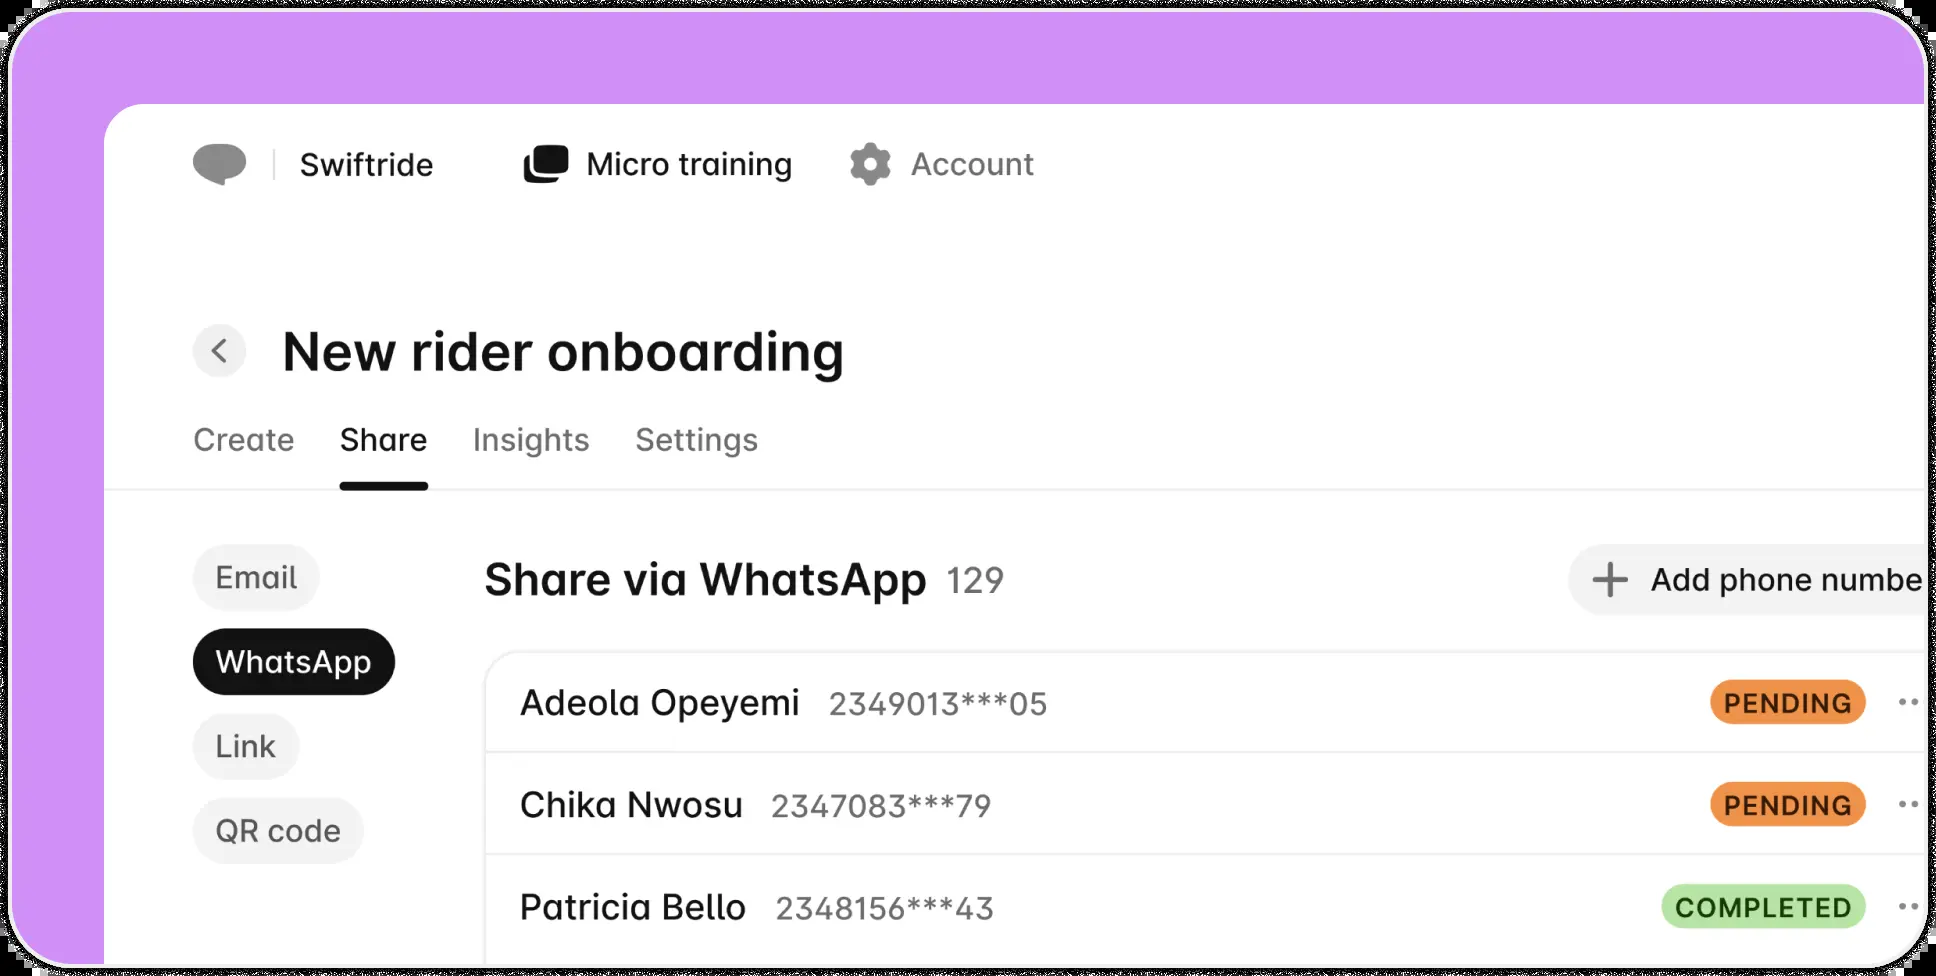 Swiftride Micro training Account
New rider onboarding
Create Share Insights Settings
Email
WhatsApp
Link
QR code
Share via WhatsApp 129
Add phone numbe
Adeola Opeyemi 2349013***05 PENDING
Chika Nwosu 2347083***79 PENDING
Patricia Bello 2348156***43 COMPLETED